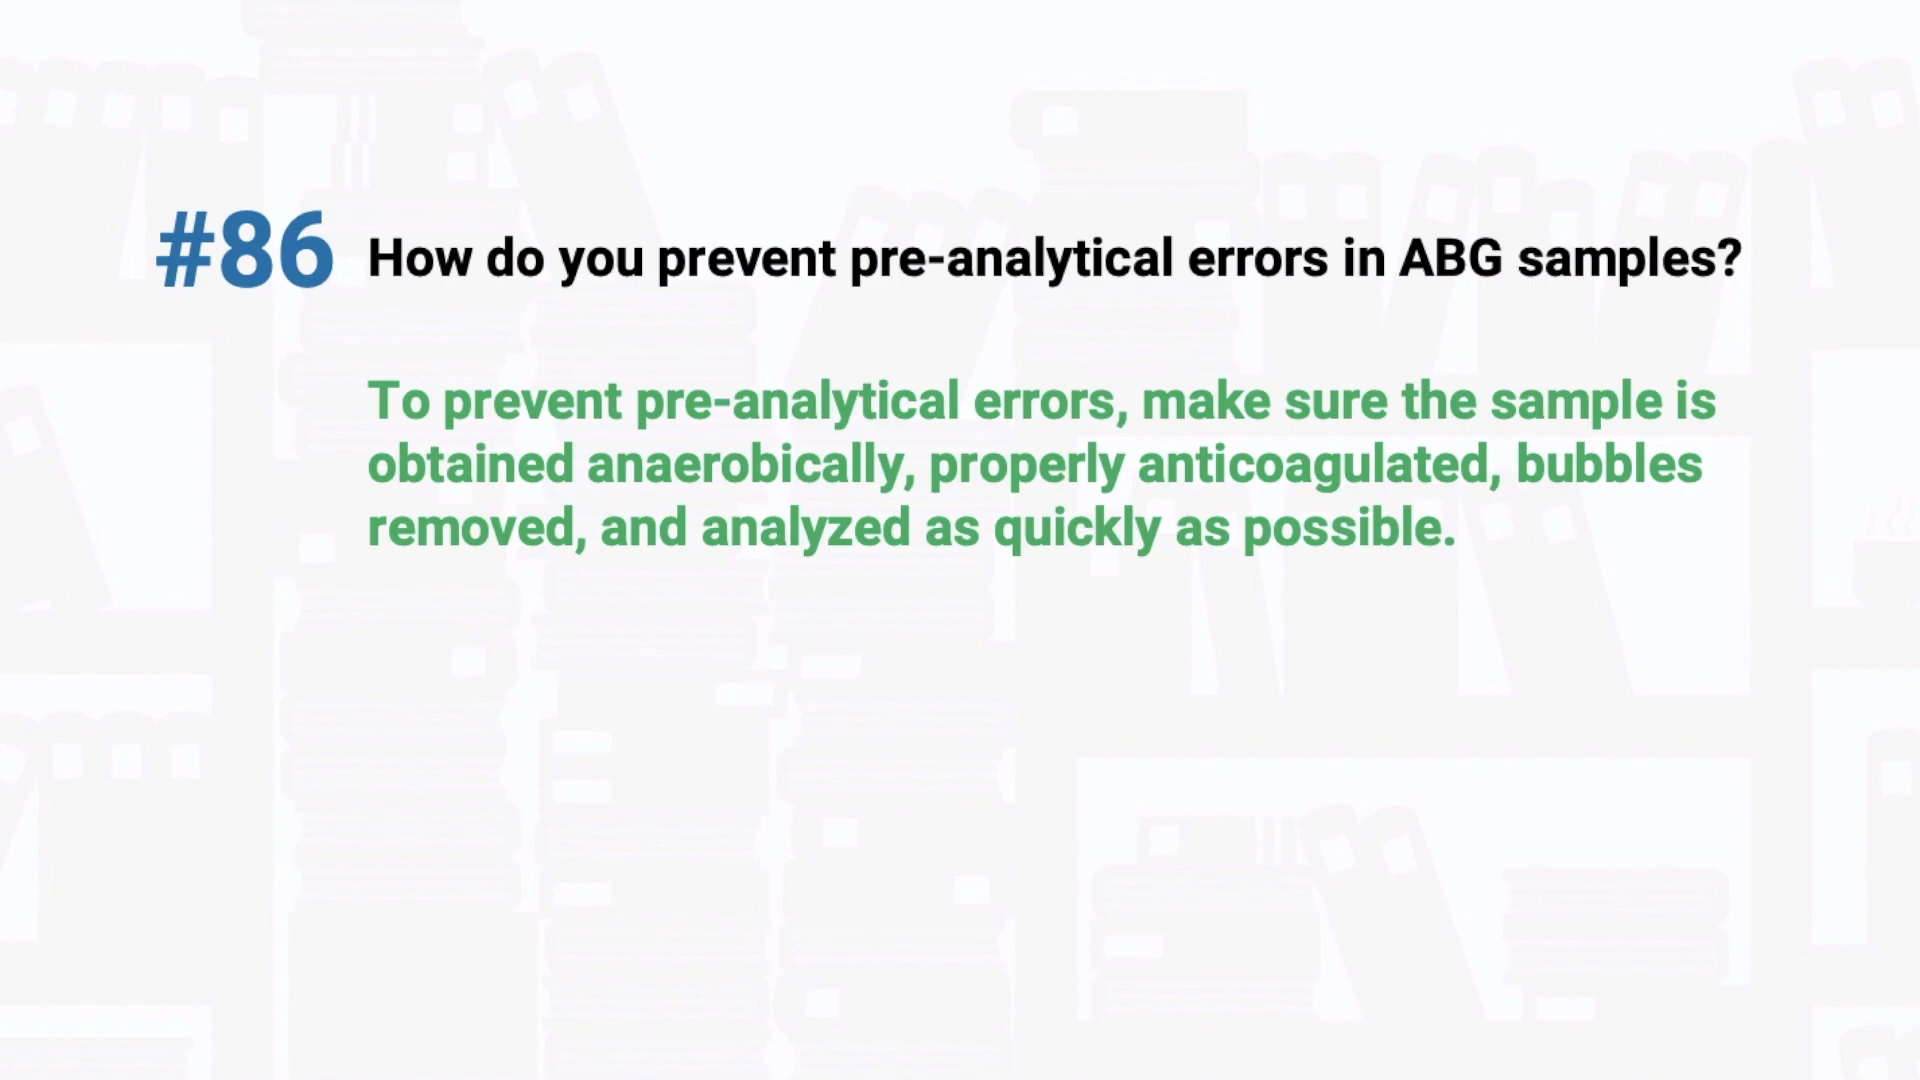 #86 How do you prevent pre-analytical errors in ABG samples?
To prevent pre-analytical errors, make sure the sample is
obtained anaerobically, properly anticoagulated, bubbles
removed, and analyzed as quickly as possible.